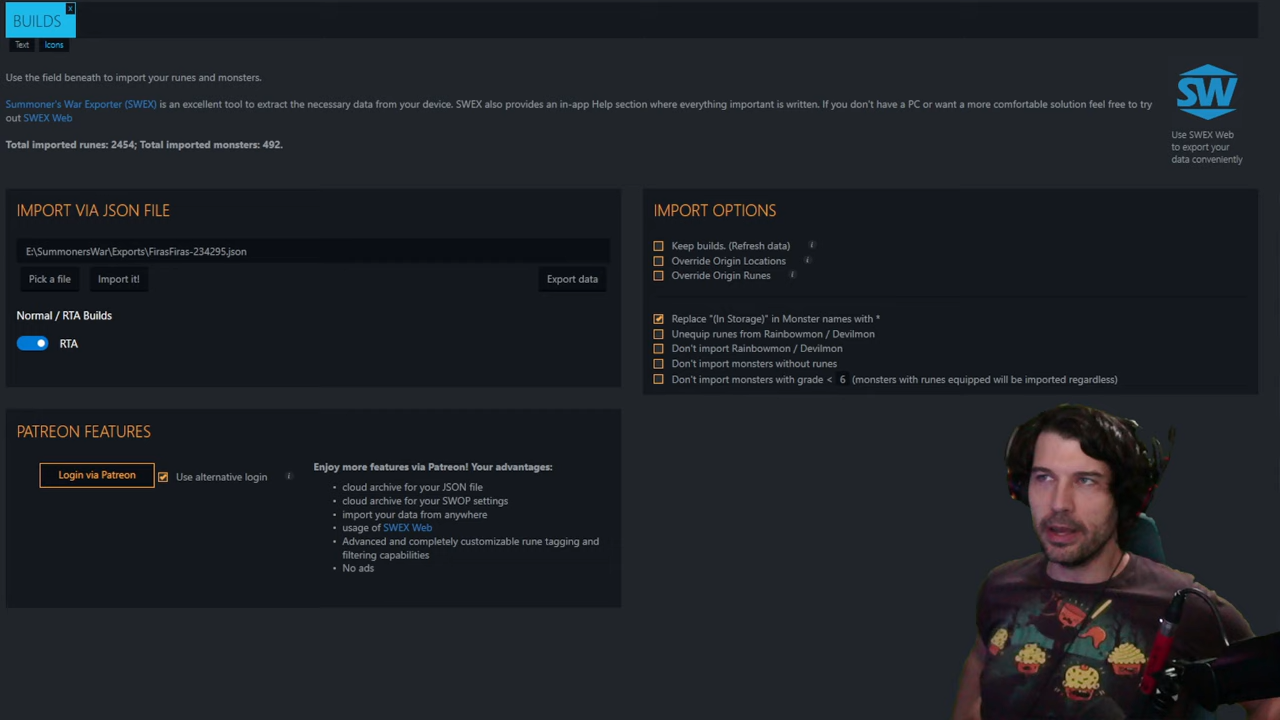 BUILDS
x
Text Icons
Use the field beneath to import your runes and monsters.
Summoner's War Exporter (SWEX) is an excellent tool to extract the necessary data from your device. SWEX also provides an in-app Help section where everything important is written. If you don't have a PC or want a more comfortable solution feel free to try
out SWEX Web
Total imported runes: 2454; Total imported monsters: 492.
SW
Use SWEX Web
to export your
data conveniently
IMPORT VIA JSON FILE
E:\SummonersWar\Exports\FirasFiras-234295.json
Pick a file Import it! Export data
Normal / RTA Builds
RTA
IMPORT OPTIONS
Keep builds. (Refresh data) i
Override Origin Locations i
Override Origin Runes i
Replace "(In Storage)" in Monster names with *
Unequip runes from Rainbowmon / Devilmon
Don't import Rainbowmon / Devilmon
Don't import monsters without runes
Don't import monsters with grade < 6 (monsters with runes equipped will be imported regardless)
PATREON FEATURES
Login via Patreon Use alternative login i
Enjoy more features via Patreon! Your advantages:
• cloud archive for your JSON file
• cloud archive for your SWOP settings
• import your data from anywhere
• usage of SWEX Web
• Advanced and completely customizable rune tagging and
filtering capabilities
• No ads